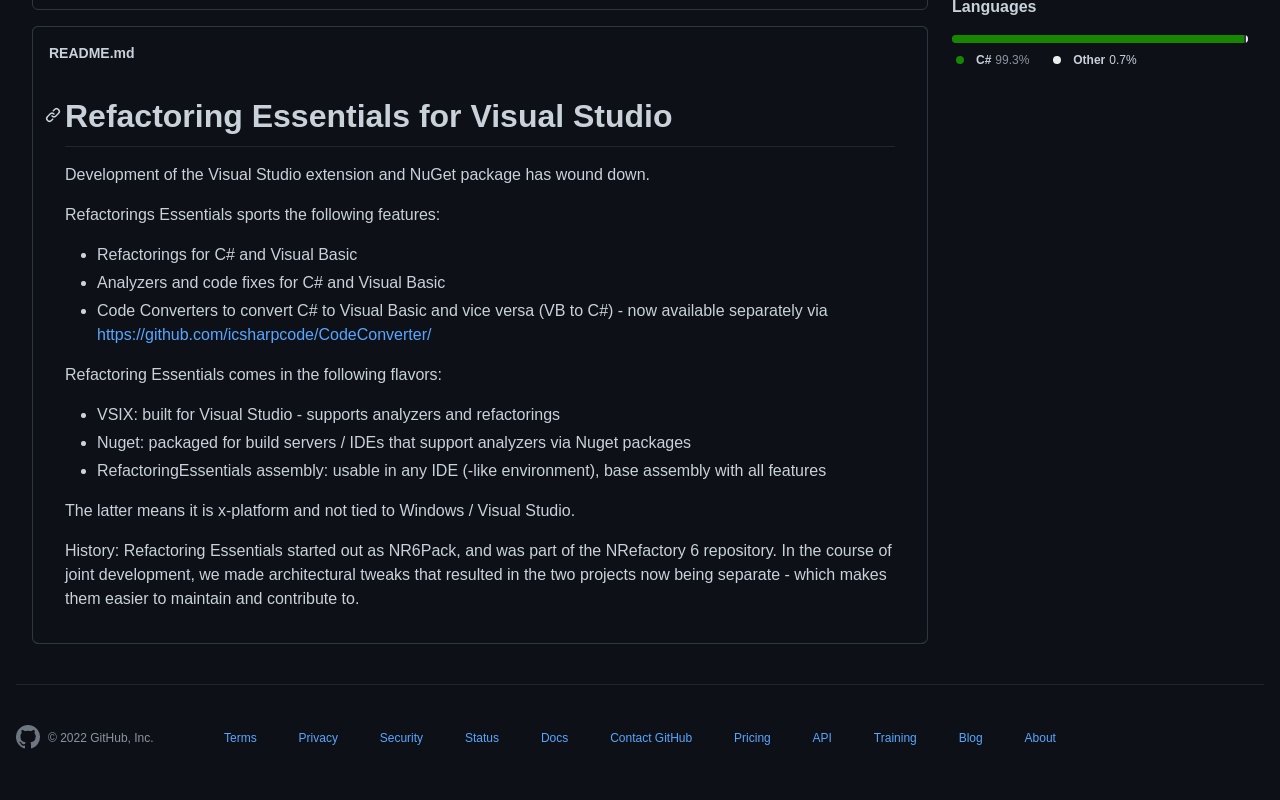 Languages
C# 99.3% Other 0.7%
README.md
Refactoring Essentials for Visual Studio
Development of the Visual Studio extension and NuGet package has wound down.
Refactorings Essentials sports the following features:
Refactorings for C# and Visual Basic
Analyzers and code fixes for C# and Visual Basic
Code Converters to convert C# to Visual Basic and vice versa (VB to C#) - now available separately via
https://github.com/icsharpcode/CodeConverter/
Refactoring Essentials comes in the following flavors:
VSIX: built for Visual Studio - supports analyzers and refactorings
Nuget: packaged for build servers / IDEs that support analyzers via Nuget packages
RefactoringEssentials assembly: usable in any IDE (-like environment), base assembly with all features
The latter means it is x-platform and not tied to Windows / Visual Studio.
History: Refactoring Essentials started out as NR6Pack, and was part of the NRefactory 6 repository. In the course of
joint development, we made architectural tweaks that resulted in the two projects now being separate - which makes
them easier to maintain and contribute to.
© 2022 GitHub, Inc. Terms Privacy Security Status Docs Contact GitHub Pricing API Training Blog About